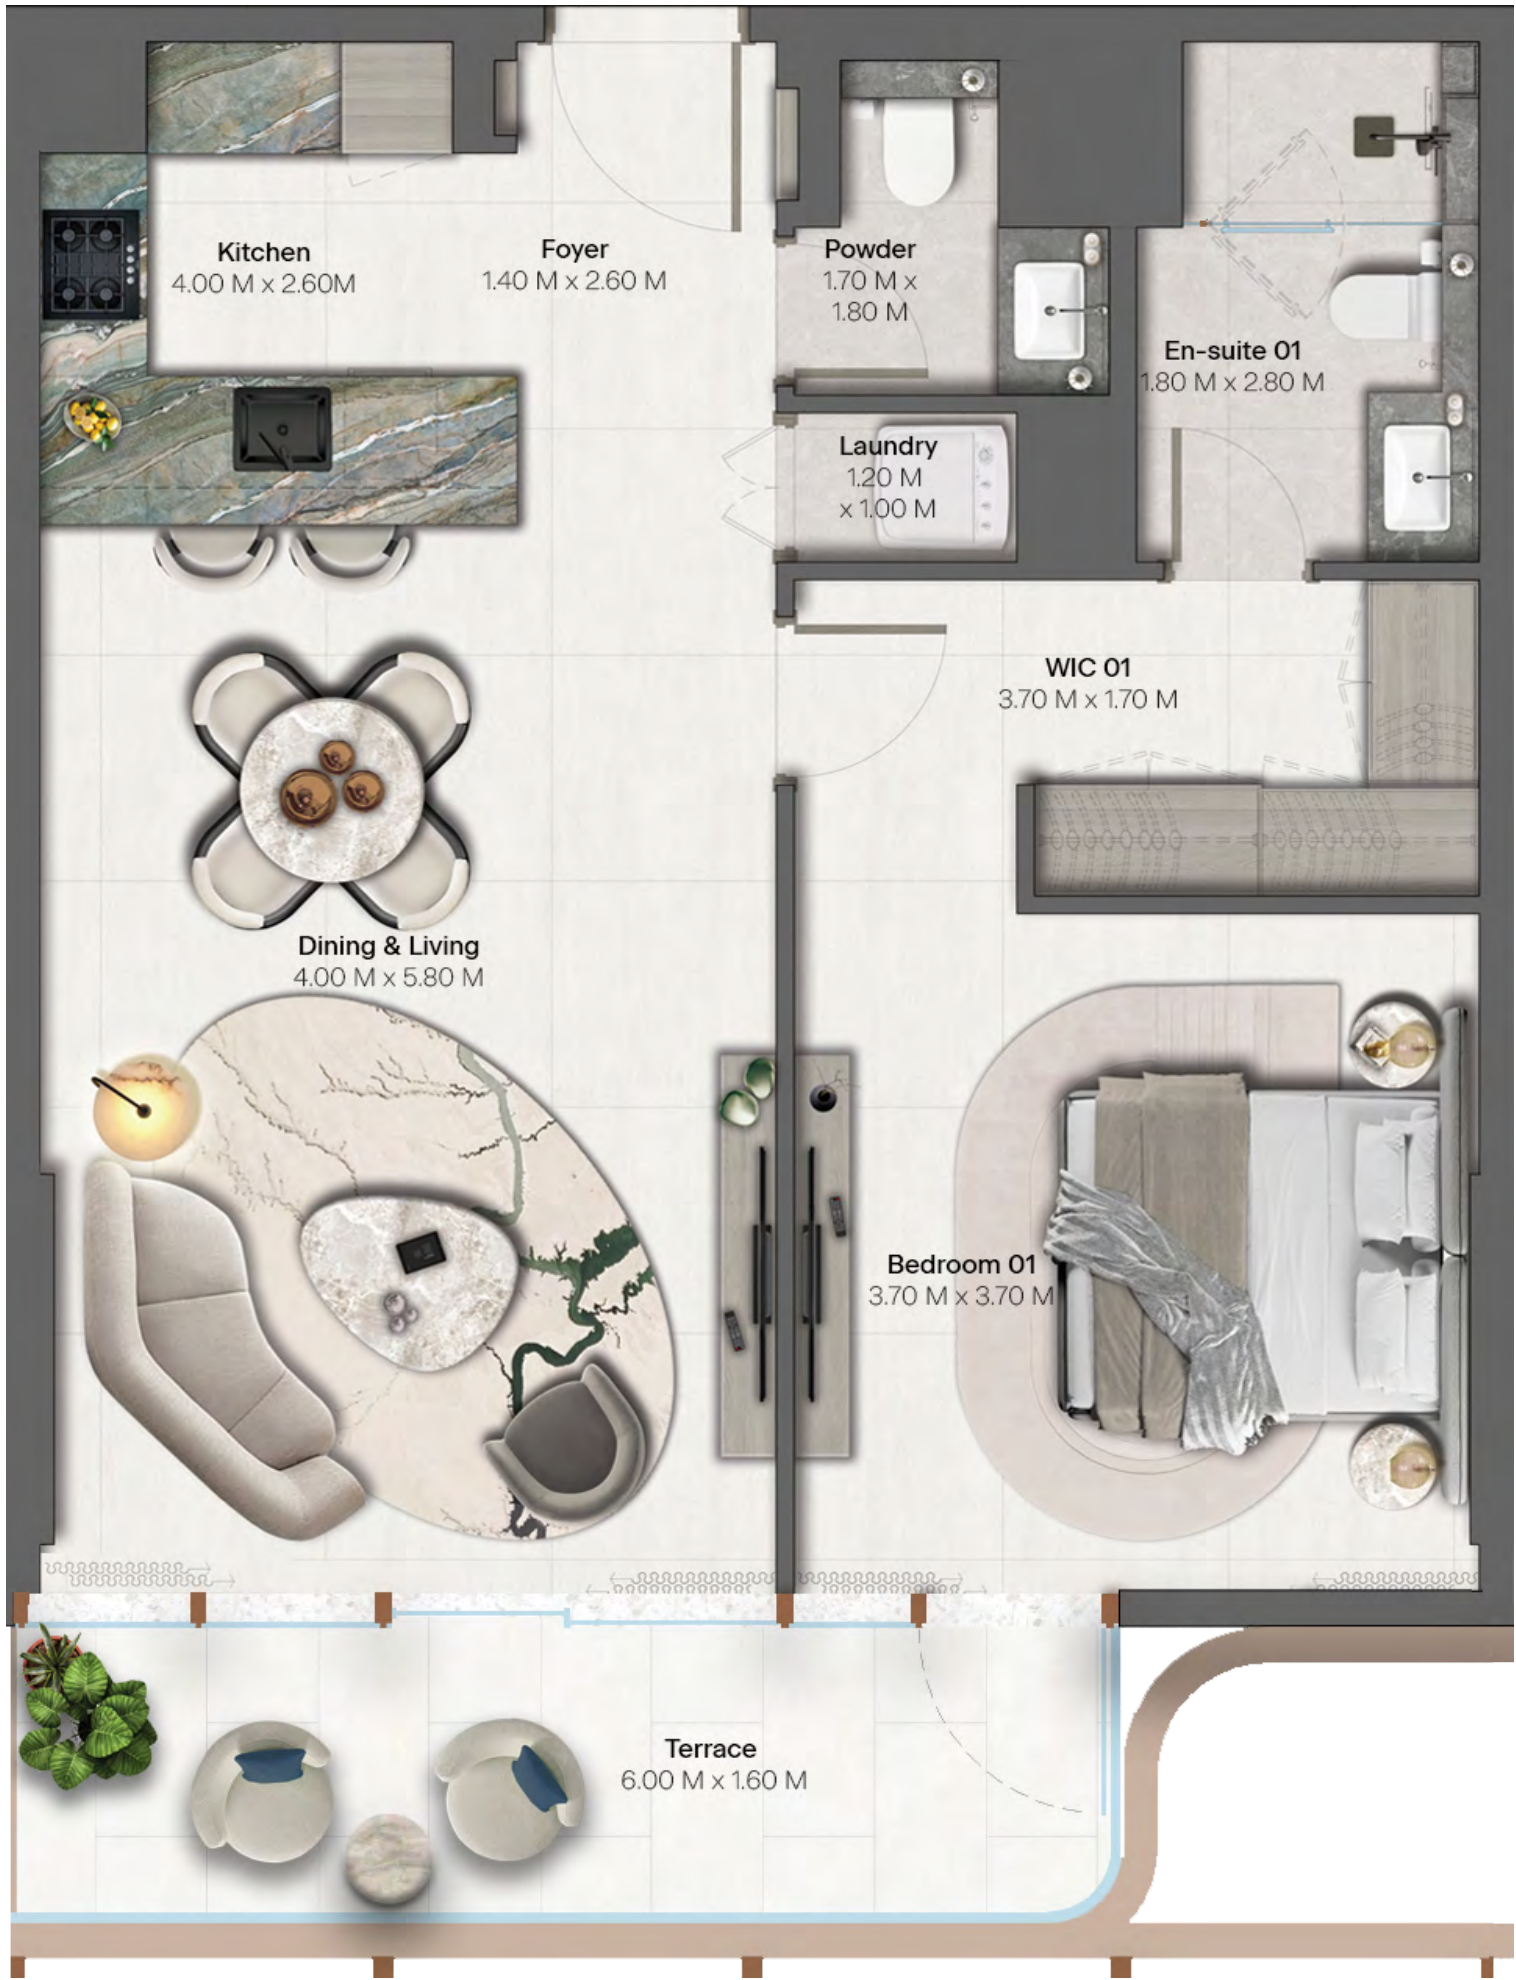 Kitchen
4.00 M x 2.60M
Foyer
1.40 M x 2.60 M
Powder
1.70 M x
1.80 M
En-suite 01
1.80 M x 2.80 M
Laundry
1.20 M
x 1.00 M
WIC 01
3.70 M x 1.70 M
Dining & Living
4.00 M x 5.80 M
Bedroom 01
3.70 M x 3.70 M
Terrace
6.00 M x 1.60 M